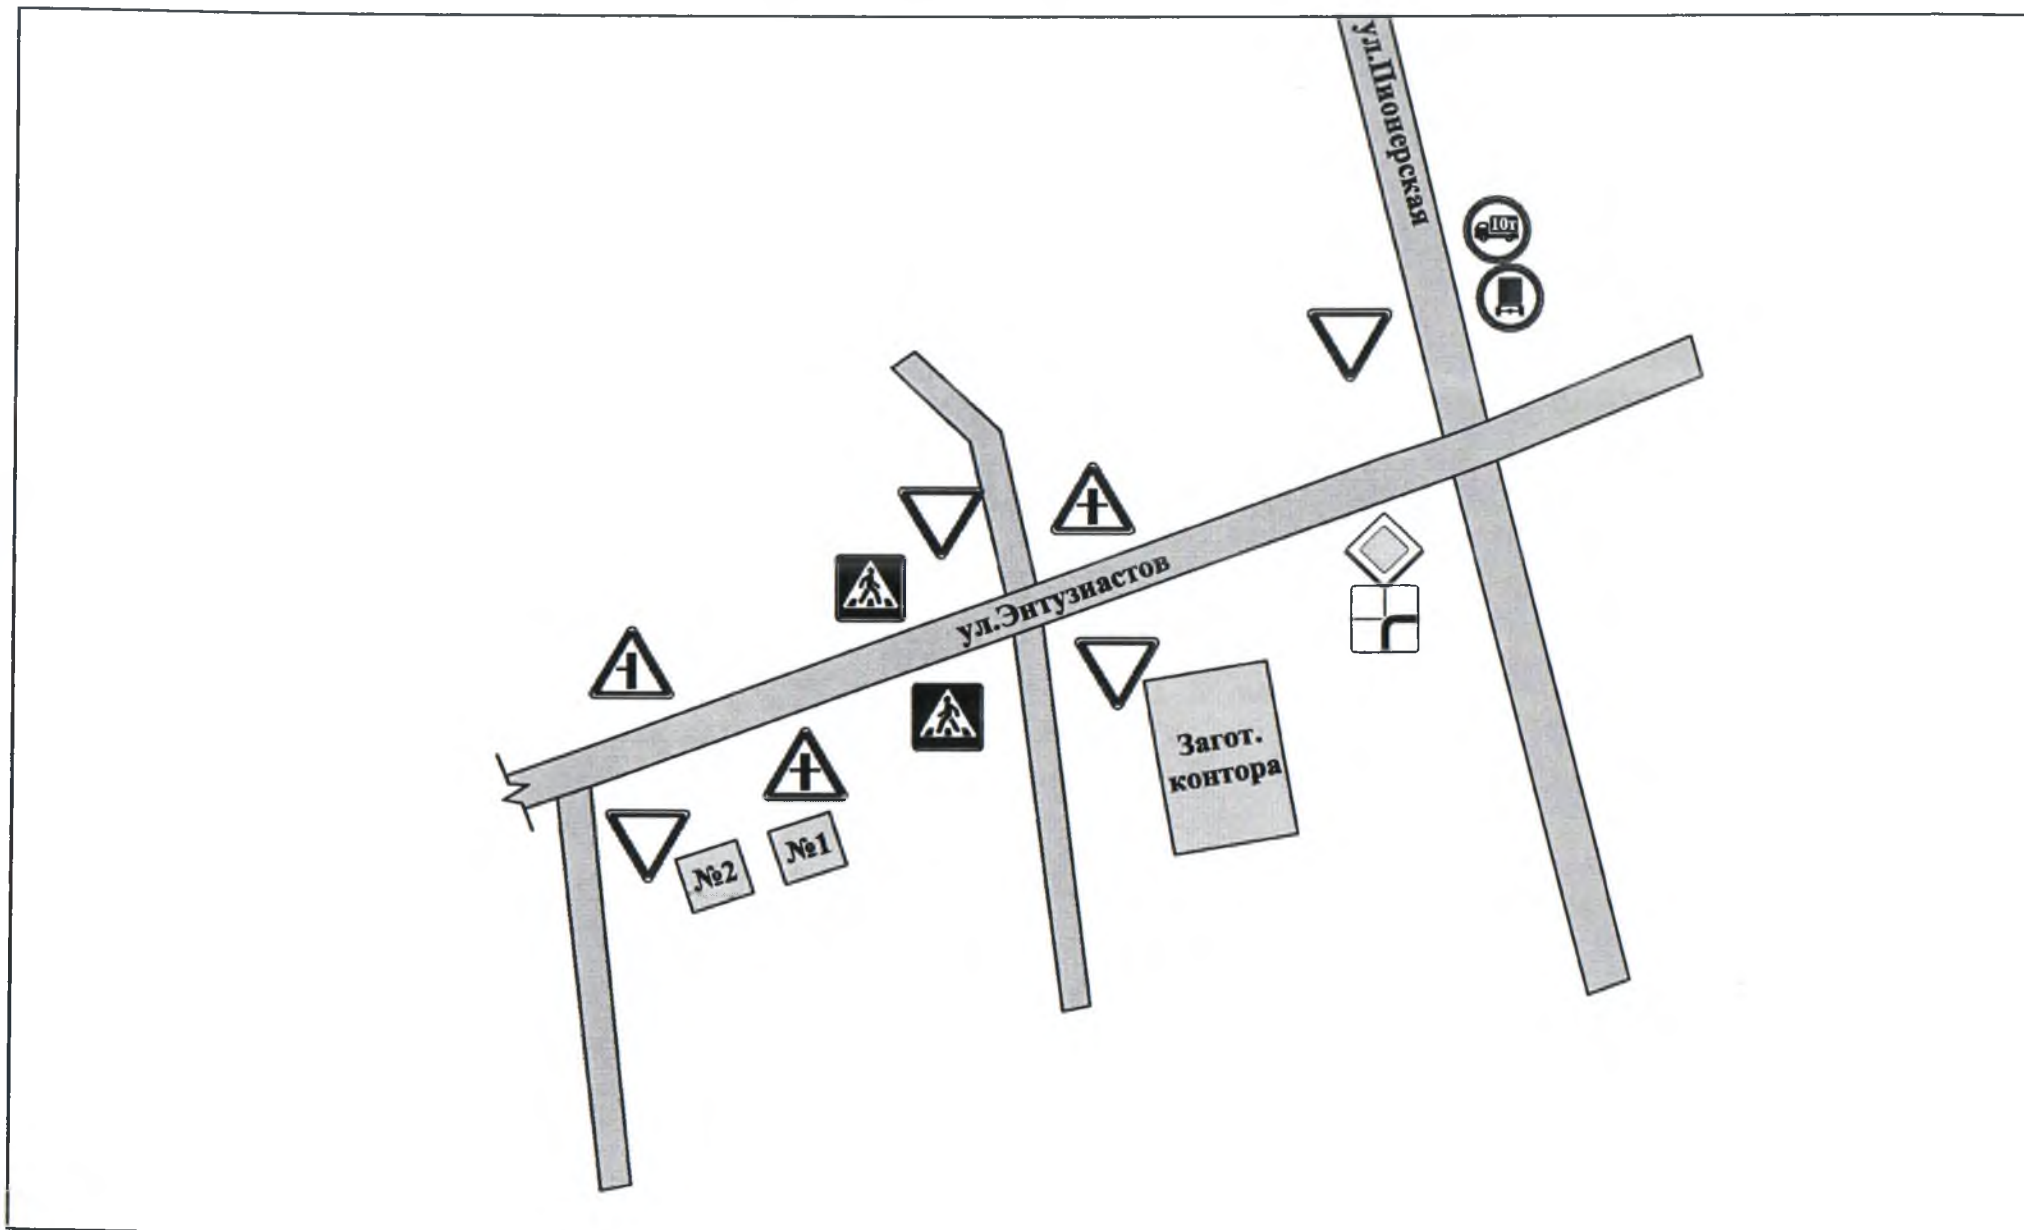 ул.Пионерская
10т
ул.Энтузиастов
Загот.
контора
№1
№2